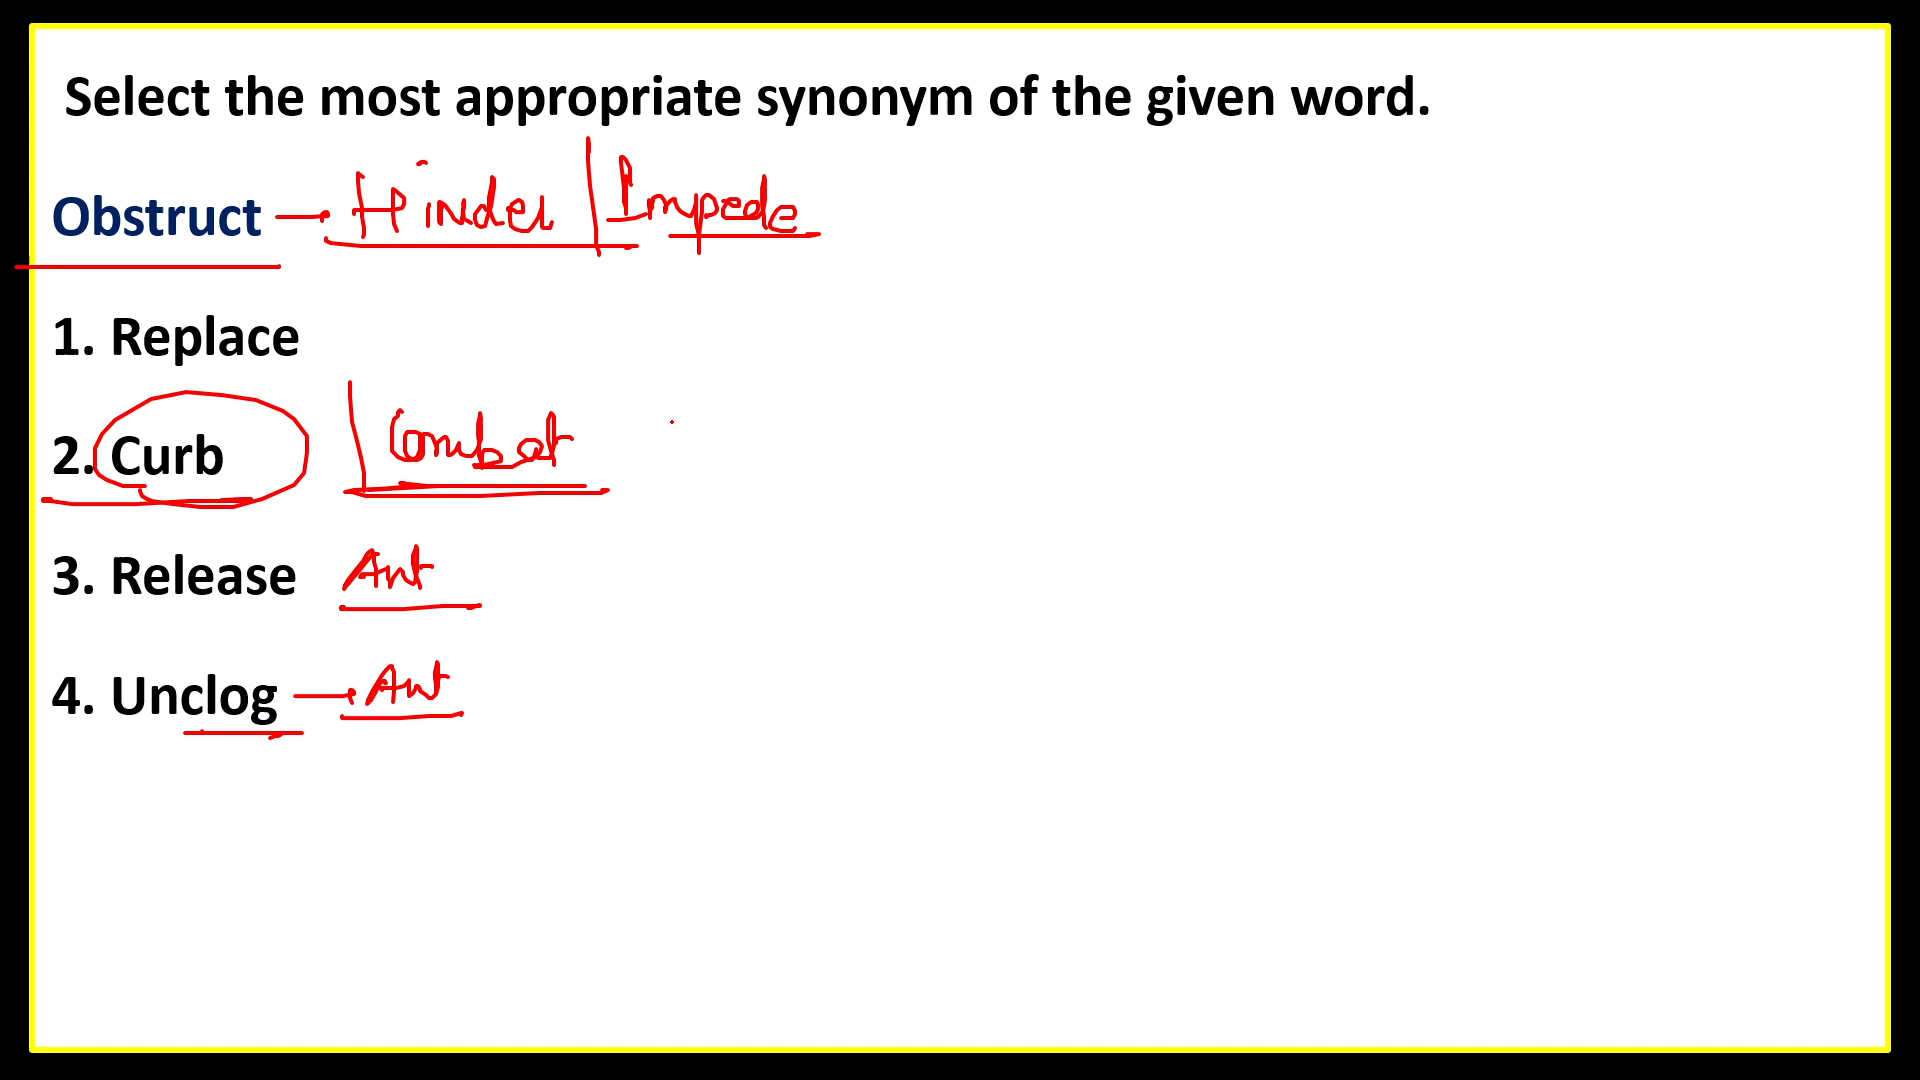 Select the most appropriate synonym of the given word.
Obstruct → Hinder | Impede
1. Replace
2. Curb | Combat
3. Release Ant
4. Unclog → Ant